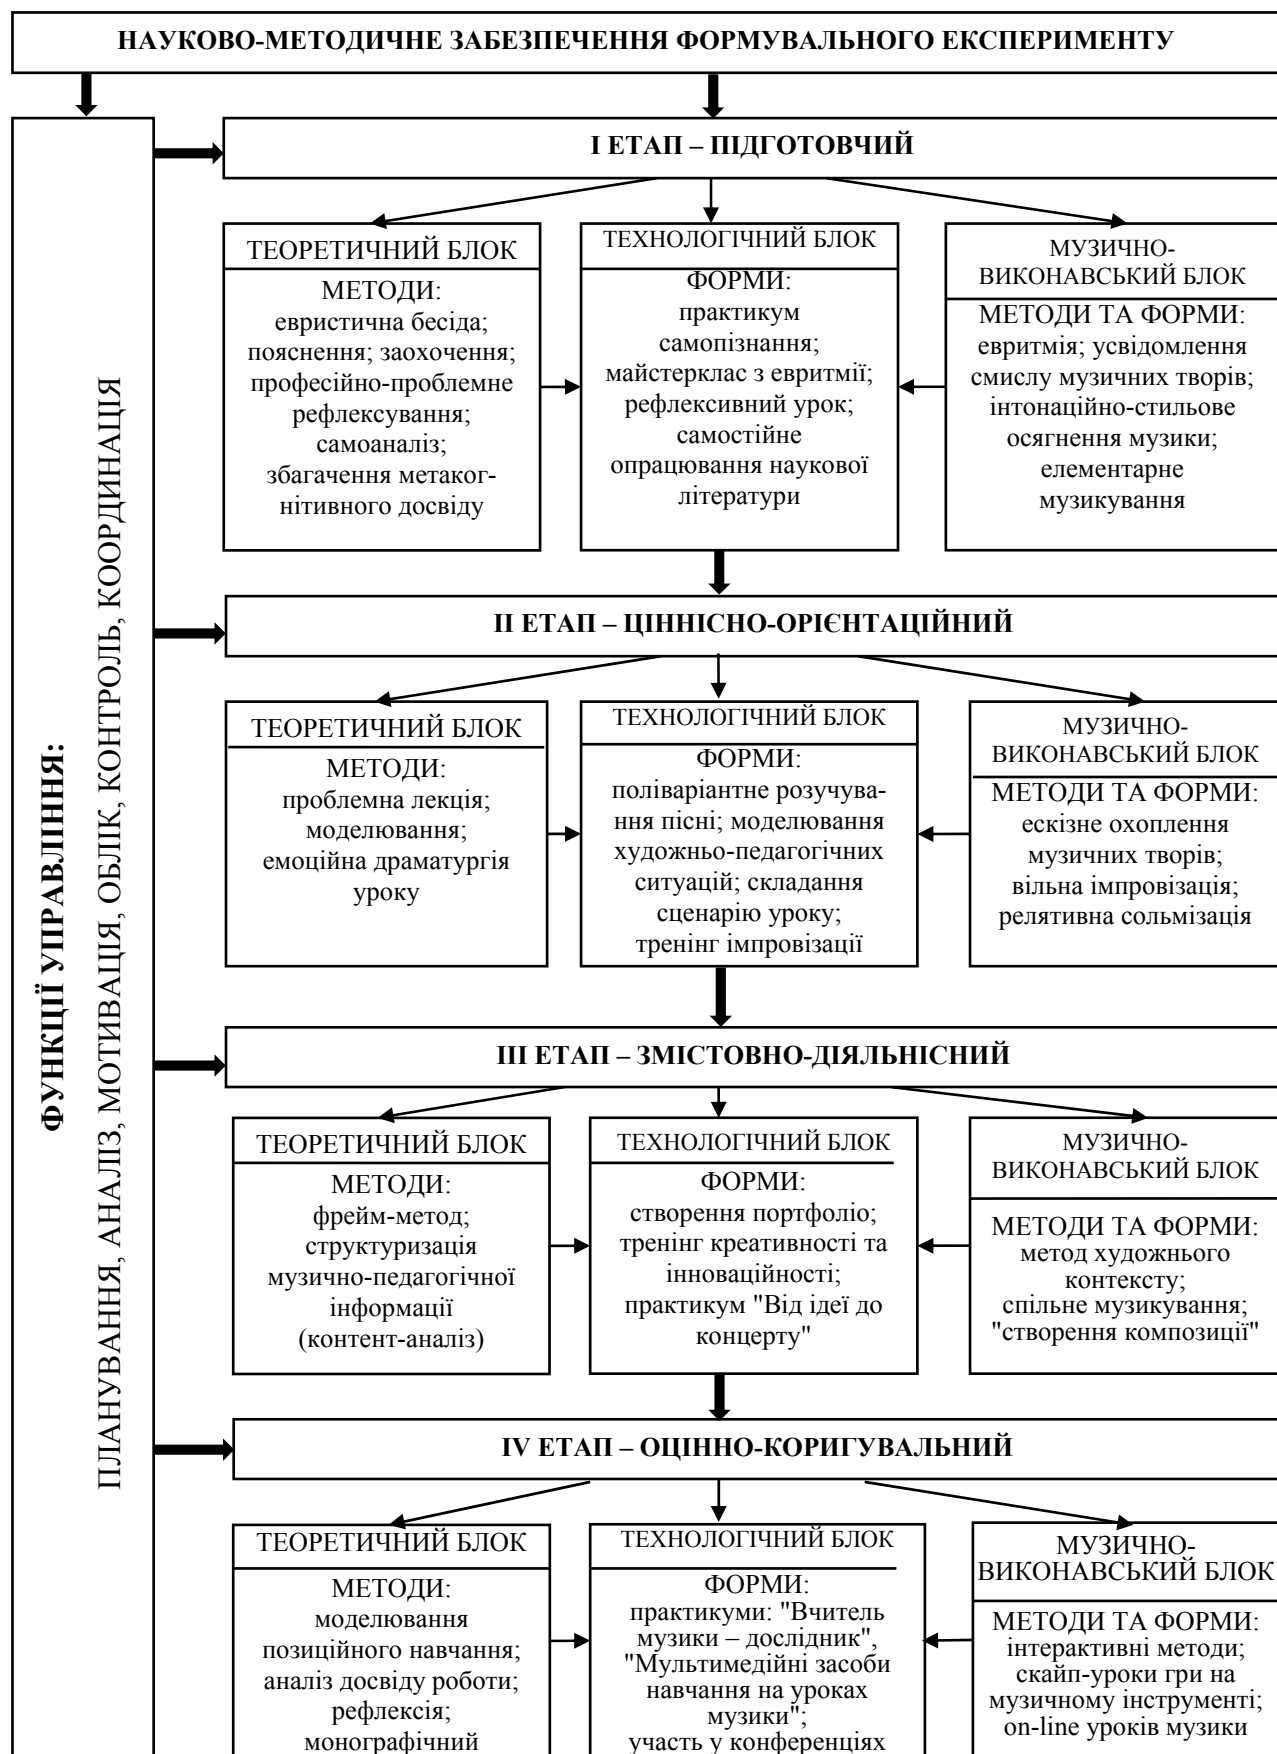 НАУКОВО-МЕТОДИЧНЕ ЗАБЕЗПЕЧЕННЯ ФОРМУВАЛЬНОГО ЕКСПЕРИМЕНТУ
ФУНКЦІЇ УПРАВЛІННЯ:
ПЛАНУВАННЯ, АНАЛІЗ, МОТИВАЦІЯ, ОБЛІК, КОНТРОЛЬ, КООРДИНАЦІЯ
І ЕТАП – ПІДГОТОВЧИЙ
ТЕОРЕТИЧНИЙ БЛОК
МЕТОДИ:
евристична бесіда;
пояснення; заохочення;
професійно-проблемне
рефлексування;
самоаналіз;
збагачення метаког-
нітивного досвіду
ТЕХНОЛОГІЧНИЙ БЛОК
ФОРМИ:
практикум
самопізнання;
майстерклас з евритмії;
рефлексивний урок;
самостійне
опрацювання наукової
літератури
МУЗИЧНО-
ВИКОНАВСЬКИЙ БЛОК
МЕТОДИ ТА ФОРМИ:
евритмія; усвідомлення
смислу музичних творів;
інтонаційно-стильове
осягнення музики;
елементарне
музикування
ІІ ЕТАП – ЦІННІСНО-ОРІЄНТАЦІЙНИЙ
ТЕОРЕТИЧНИЙ БЛОК
МЕТОДИ:
проблемна лекція;
моделювання;
емоційна драматургія
уроку
ТЕХНОЛОГІЧНИЙ БЛОК
ФОРМИ:
поліваріантне розучува-
ння пісні; моделювання
художньо-педагогічних
ситуацій; складання
сценарію уроку;
тренінг імпровізації
МУЗИЧНО-
ВИКОНАВСЬКИЙ БЛОК
МЕТОДИ ТА ФОРМИ:
ескізне охоплення
музичних творів;
вільна імпровізація;
релятивна сольмізація
ІІІ ЕТАП – ЗМІСТОВНО-ДІЯЛЬНІСНИЙ
ТЕОРЕТИЧНИЙ БЛОК
МЕТОДИ:
фрейм-метод;
структуризація
музично-педагогічної
інформації
(контент-аналіз)
ТЕХНОЛОГІЧНИЙ БЛОК
ФОРМИ:
створення портфоліо;
тренінг креативності та
інноваційності;
практикум "Від ідеї до
концерту"
МУЗИЧНО-
ВИКОНАВСЬКИЙ БЛОК
МЕТОДИ ТА ФОРМИ:
метод художнього
контексту;
спільне музикування;
"створення композиції"
IV ЕТАП – ОЦІННО-КОРИГУВАЛЬНИЙ
ТЕОРЕТИЧНИЙ БЛОК
МЕТОДИ:
моделювання
позиційного навчання;
аналіз досвіду роботи;
рефлексія;
монографічний
ТЕХНОЛОГІЧНИЙ БЛОК
ФОРМИ:
практикуми: "Вчитель
музики – дослідник",
"Мультимедійні засоби
навчання на уроках
музики";
участь у конференціях
МУЗИЧНО-
ВИКОНАВСЬКИЙ БЛОК
МЕТОДИ ТА ФОРМИ:
інтерактивні методи;
скайп-уроки гри на
музичному інструменті;
on-line уроків музики